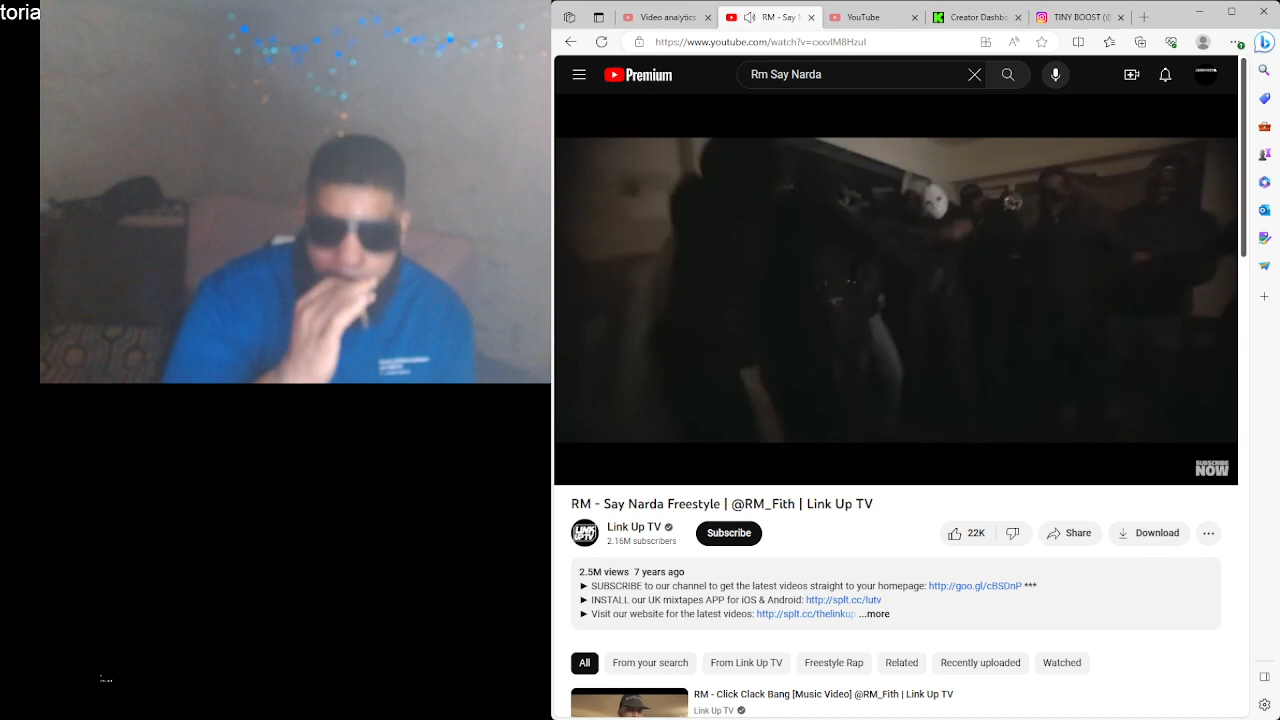 toria
Video analytics
RM - Say N
YouTube
Creator Dashbo
TINY BOOST (@
https://www.youtube.com/watch?v=cxxvlM8HzuI
Premium
Rm Say Narda
SUBSCRIBE
NOW
RM - Say Narda Freestyle | @RM_Fith | Link Up TV
LINK
UP TV
Link Up TV
2.16M subscribers
Subscribe
22K
Share
Download
2.5M views 7 years ago
► SUBSCRIBE to our channel to get the latest videos straight to your homepage: http://goo.gl/cBSDnP ***
► INSTALL our UK mixtapes APP for iOS & Android: http://splt.cc/lutv
► Visit our website for the latest videos: http://splt.cc/thelinkup ...more
All
From your search
From Link Up TV
Freestyle Rap
Related
Recently uploaded
Watched
RM - Click Clack Bang [Music Video] @RM_Fith | Link Up TV
Link Up TV